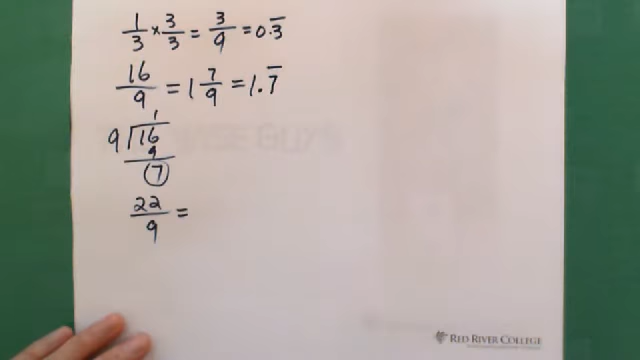 1/3 × 3/3 = 3/9 = 0.3̅
16/9 = 1 7/9 = 1.7̅
1
9)16
9
7
22/9 =
RED RIVER COLLEGE